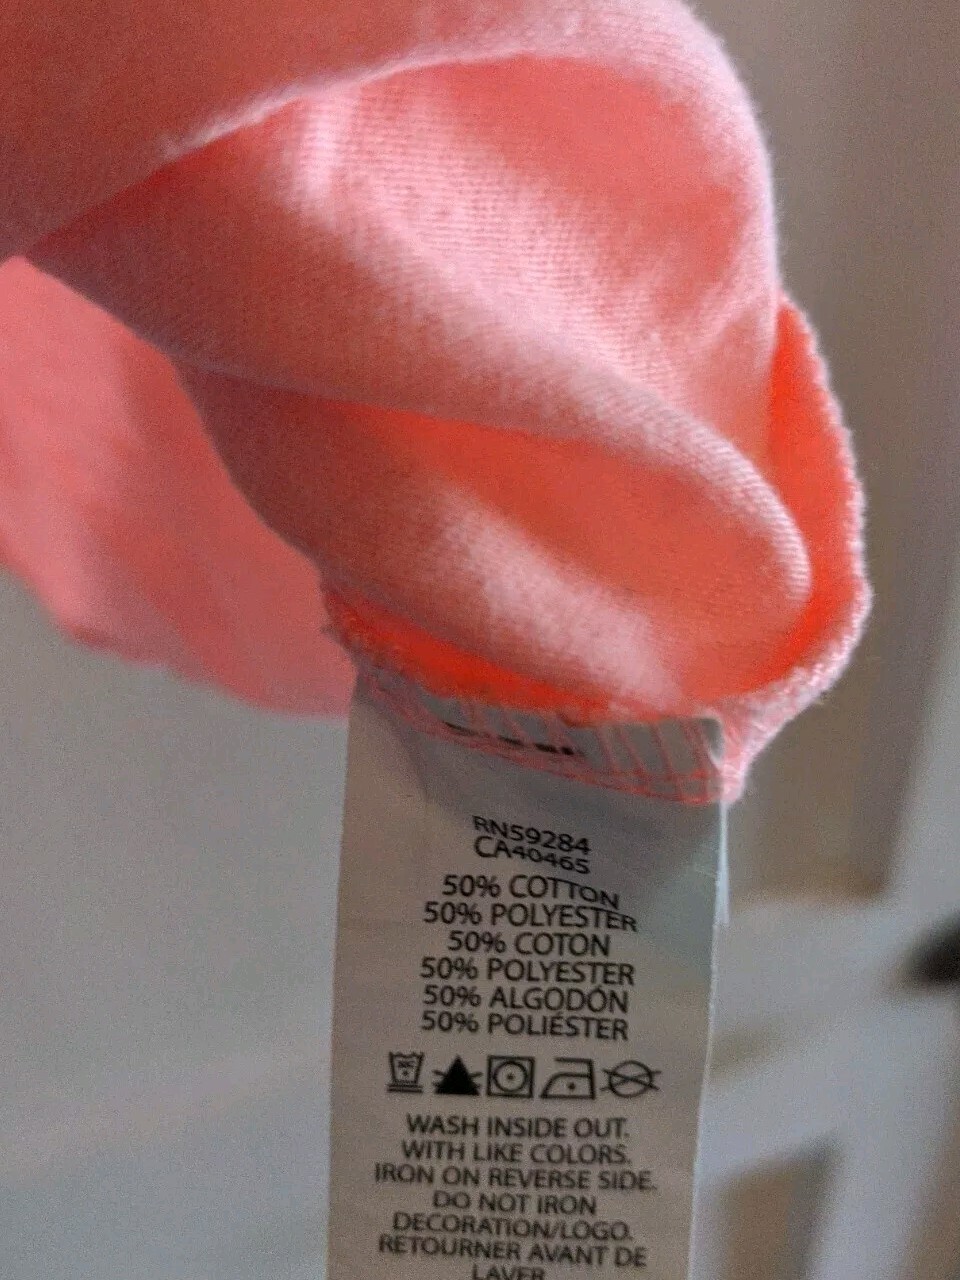 RN59284
CA40465
50% COTTON
50% POLYESTER
50% COTON
50% POLYESTER
50% ALGODÓN
50% POLIÉSTER
WASH INSIDE OUT.
WITH LIKE COLORS.
IRON ON REVERSE SIDE.
DO NOT IRON
DECORATION/LOGO.
RETOURNER AVANT DE
LAVER